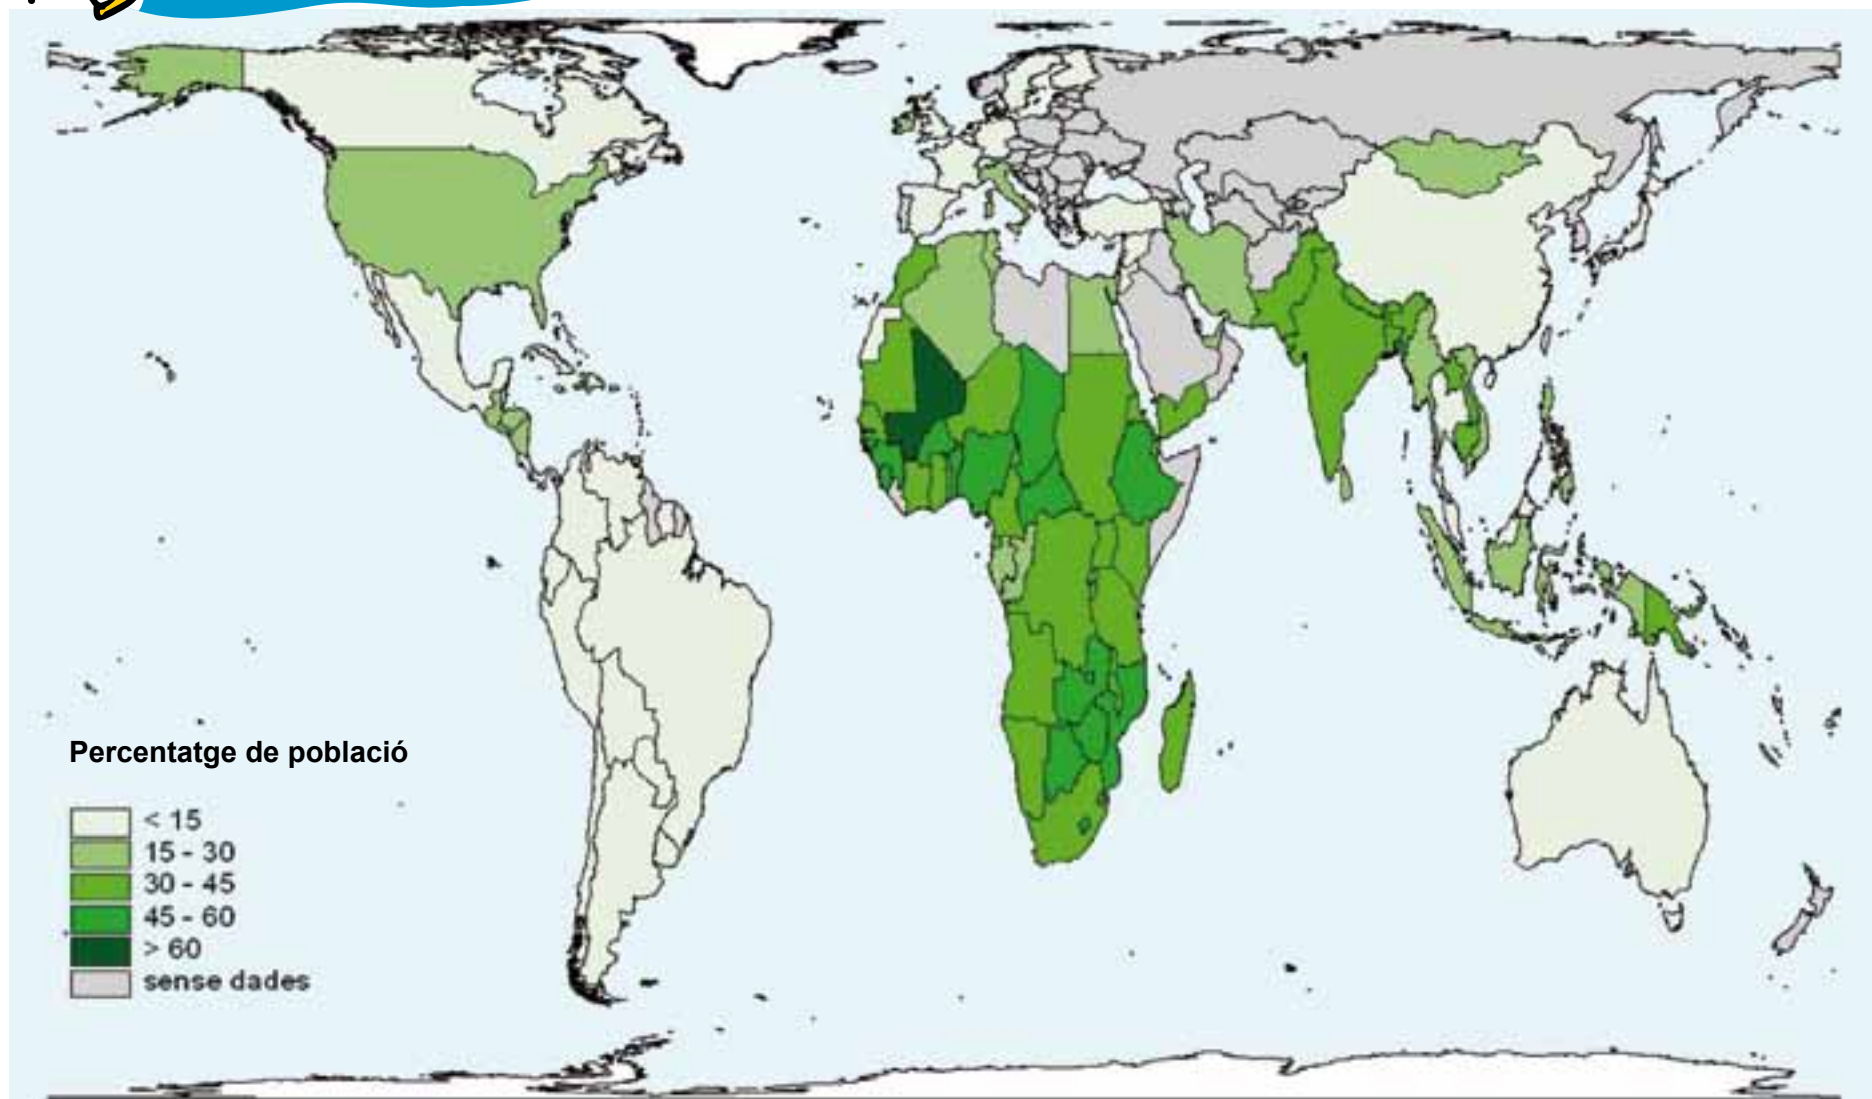 Percentatge de població
< 15
15 - 30
30 - 45
45 - 60
> 60
sense dades